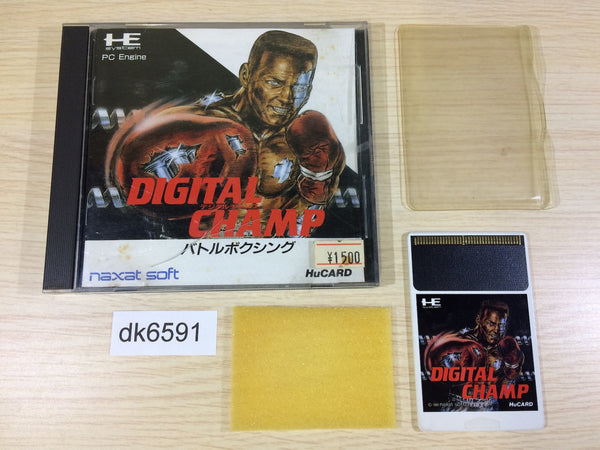 HE
system
PC Engine
DIGITAL
CHAMP
バトルボクシング
¥1500
naxat soft
HuCARD
dk6591
HE
DIGITAL
CHAMP
HuCARD